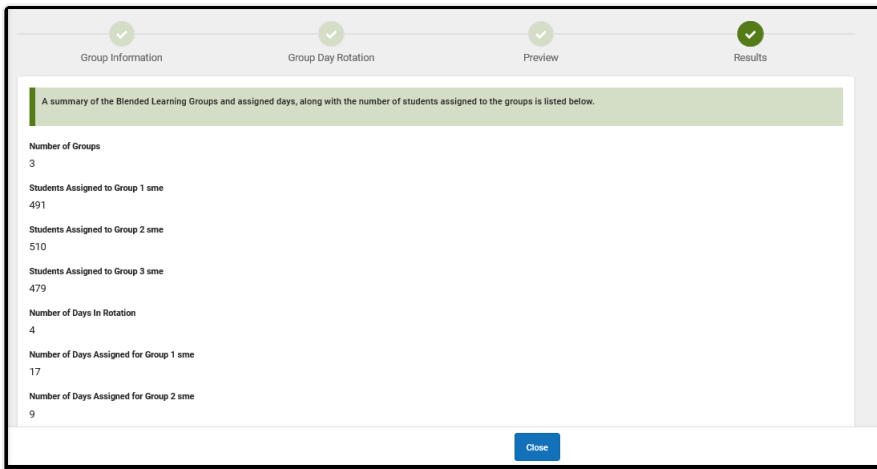 Group Information
Group Day Rotation
Preview
Results
A summary of the Blended Learning Groups and assigned days, along with the number of students assigned to the groups is listed below.
Number of Groups
3
Students Assigned to Group 1 sme
491
Students Assigned to Group 2 sme
510
Students Assigned to Group 3 sme
479
Number of Days In Rotation
4
Number of Days Assigned for Group 1 sme
17
Number of Days Assigned for Group 2 sme
9
Close